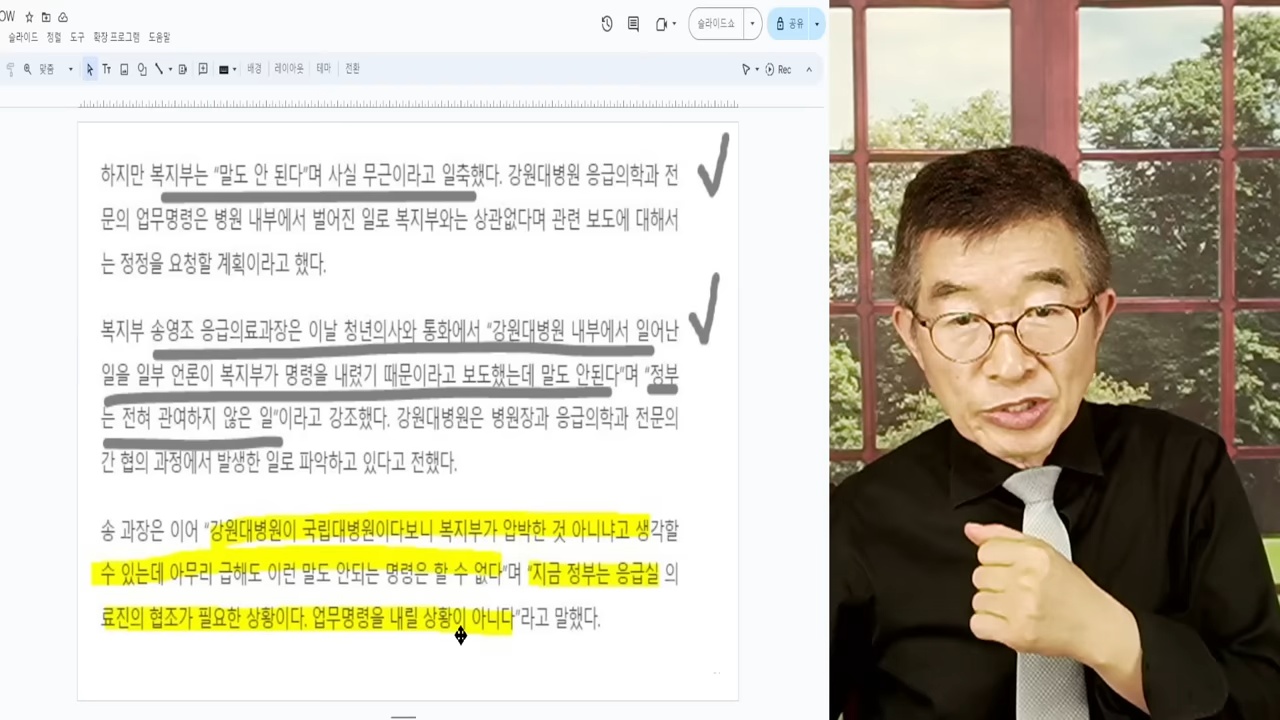 OW
슬라이드 정렬 도구 확장 프로그램 도움말
슬라이드쇼
공유
맞춤
Tr
배경 레이아웃 테마 전환
Rec
하지만 복지부는 “말도 안 된다”며 사실 무근이라고 일축했다. 강원대병원 응급의학과 전
문의 업무명령은 병원 내부에서 벌어진 일로 복지부와는 상관없다며 관련 보도에 대해서
는 정정을 요청할 계획이라고 했다.
복지부 송영조 응급의료과장은 이날 청년의사와 통화에서 “강원대병원 내부에서 일어난
일을 일부 언론이 복지부가 명령을 내렸기 때문이라고 보도했는데 말도 안된다”며 “정부
는 전혀 관여하지 않은 일”이라고 강조했다. 강원대병원은 병원장과 응급의학과 전문의
간 협의 과정에서 발생한 일로 파악하고 있다고 전했다.
송 과장은 이어 “강원대병원이 국립대병원이다보니 복지부가 압박한 것 아니냐고 생각할
수 있는데 아무리 급해도 이런 말도 안되는 명령은 할 수 없다”며 “지금 정부는 응급실 의
료진의 협조가 필요한 상황이다. 업무명령을 내릴 상황이 아니다”라고 말했다.